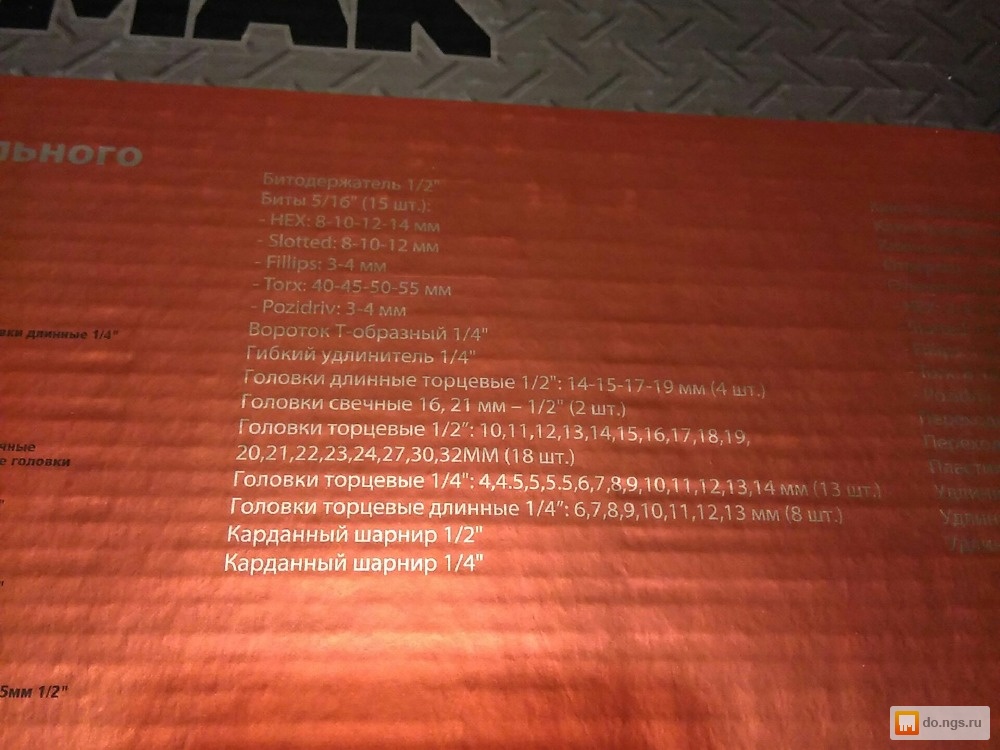 МАК
льного
Битодержатель 1/2"
Биты 5/16" (15 шт.):
- HEX: 8-10-12-14 мм
- Slotted: 8-10-12 мм
- Fillips: 3-4 мм
- Torx: 40-45-50-55 мм
- Pozidriv: 3-4 мм
Вороток Т-образный 1/4"
Гибкий удлинитель 1/4"
Головки длинные торцевые 1/2": 14-15-17-19 мм (4 шт.)
Головки свечные 16, 21 мм – 1/2" (2 шт.)
Головки торцевые 1/2": 10,11,12,13,14,15,16,17,18,19,
20,21,22,23,24,27,30,32ММ (18 шт.)
Головки торцевые 1/4": 4,4.5,5,5.5,6,7,8,9,10,11,12,13,14 мм (13 шт.)
Головки торцевые длинные 1/4": 6,7,8,9,10,11,12,13 мм (8 шт.)
Карданный шарнир 1/2"
Карданный шарнир 1/4"
вки длинные 1/4"
чные
е головки
5мм 1/2"
do.ngs.ru